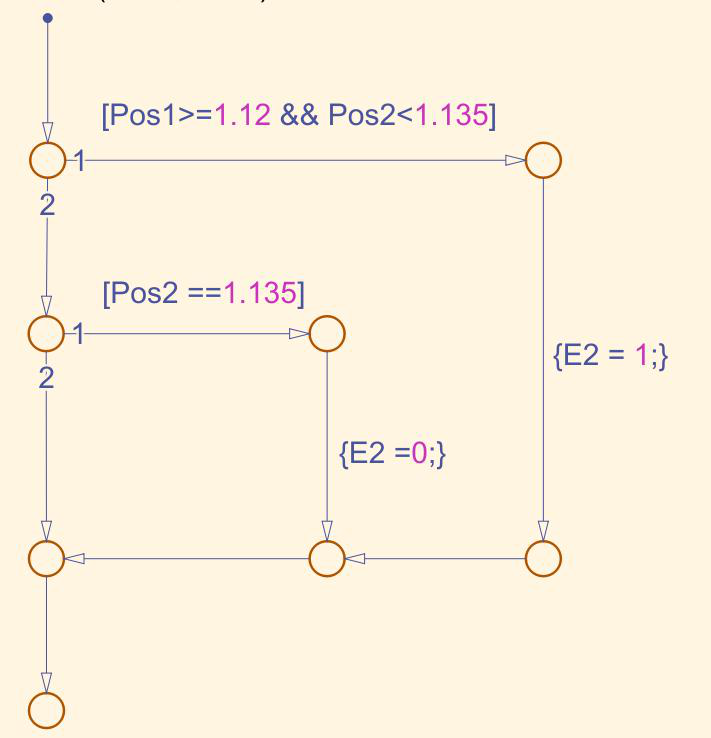 [Pos1>=1.12 && Pos2<1.135]
1
2
[Pos2 ==1.135]
1
2
{E2 = 1;}
{E2 =0;}